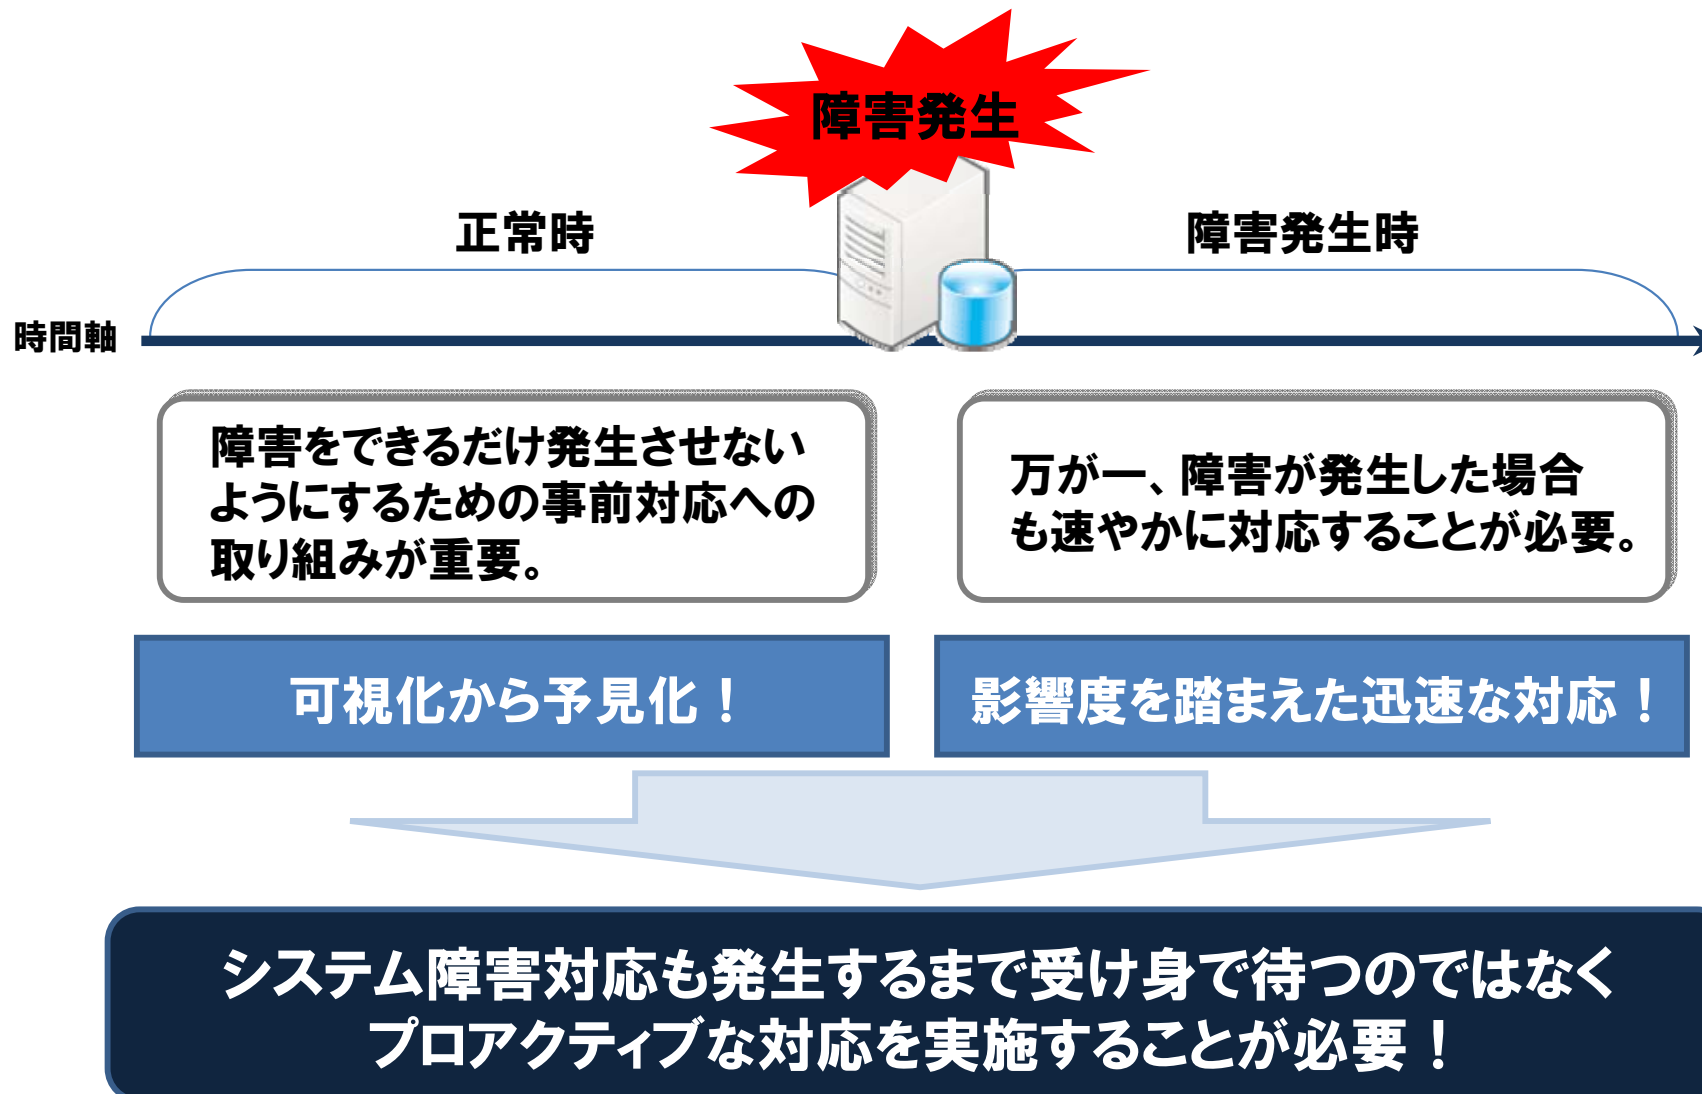 障害発生
正常時
障害発生時
時間軸
障害をできるだけ発生させない
ようにするための事前対応への
取り組みが重要。
万が一、障害が発生した場合
も速やかに対応することが必要。
可視化から予見化！
影響度を踏まえた迅速な対応！
システム障害対応も発生するまで受け身で待つのではなく
プロアクティブな対応を実施することが必要！